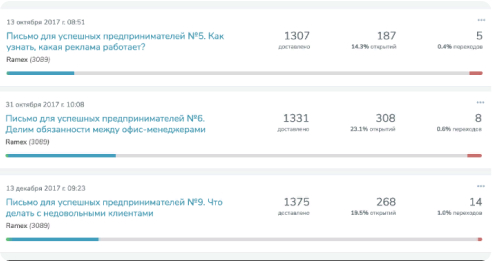 13 октября 2017 г. 08:51
Письмо для успешных предпринимателей №5. Как
узнать, какая реклама работает?
Ramex (3089)
1307 187 5
доставлено 14.3% открытий 0.4% переходов
31 октября 2017 г. 10:08
Письмо для успешных предпринимателей №6.
Делим обязанности между офис-менеджерами
Ramex (3089)
1331 308 8
доставлено 23.1% открытий 0.6% переходов
13 декабря 2017 г. 09:23
Письмо для успешных предпринимателей №9. Что
делать с недовольными клиентами
Ramex (3089)
1375 268 14
доставлено 19.5% открытий 1.0% переходов